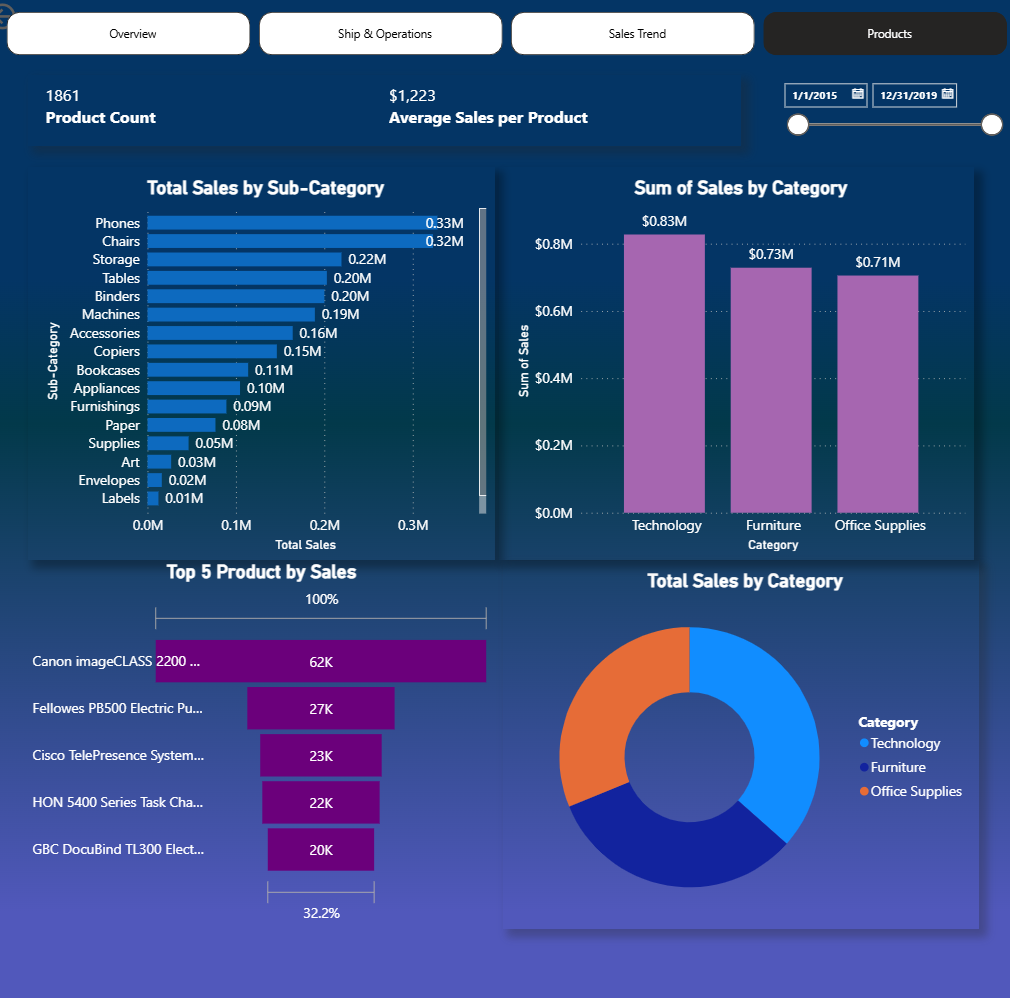 Overview
Ship & Operations
Sales Trend
Products
1861
Product Count
$1,223
Average Sales per Product
1/1/2015
12/31/2019
Total Sales by Sub-Category
Sub-Category
Phones 0.33M
Chairs 0.32M
Storage 0.22M
Tables 0.20M
Binders 0.20M
Machines 0.19M
Accessories 0.16M
Copiers 0.15M
Bookcases 0.11M
Appliances 0.10M
Furnishings 0.09M
Paper 0.08M
Supplies 0.05M
Art 0.03M
Envelopes 0.02M
Labels 0.01M
0.0M 0.1M 0.2M 0.3M
Total Sales
Sum of Sales by Category
Sum of Sales
$0.8M
$0.6M
$0.4M
$0.2M
$0.0M
$0.83M
$0.73M
$0.71M
Technology Furniture Office Supplies
Category
Top 5 Product by Sales
100%
Canon imageCLASS 2200 ... 62K
Fellowes PB500 Electric Pu... 27K
Cisco TelePresence System... 23K
HON 5400 Series Task Cha... 22K
GBC DocuBind TL300 Elect... 20K
32.2%
Total Sales by Category
Category
Technology
Furniture
Office Supplies